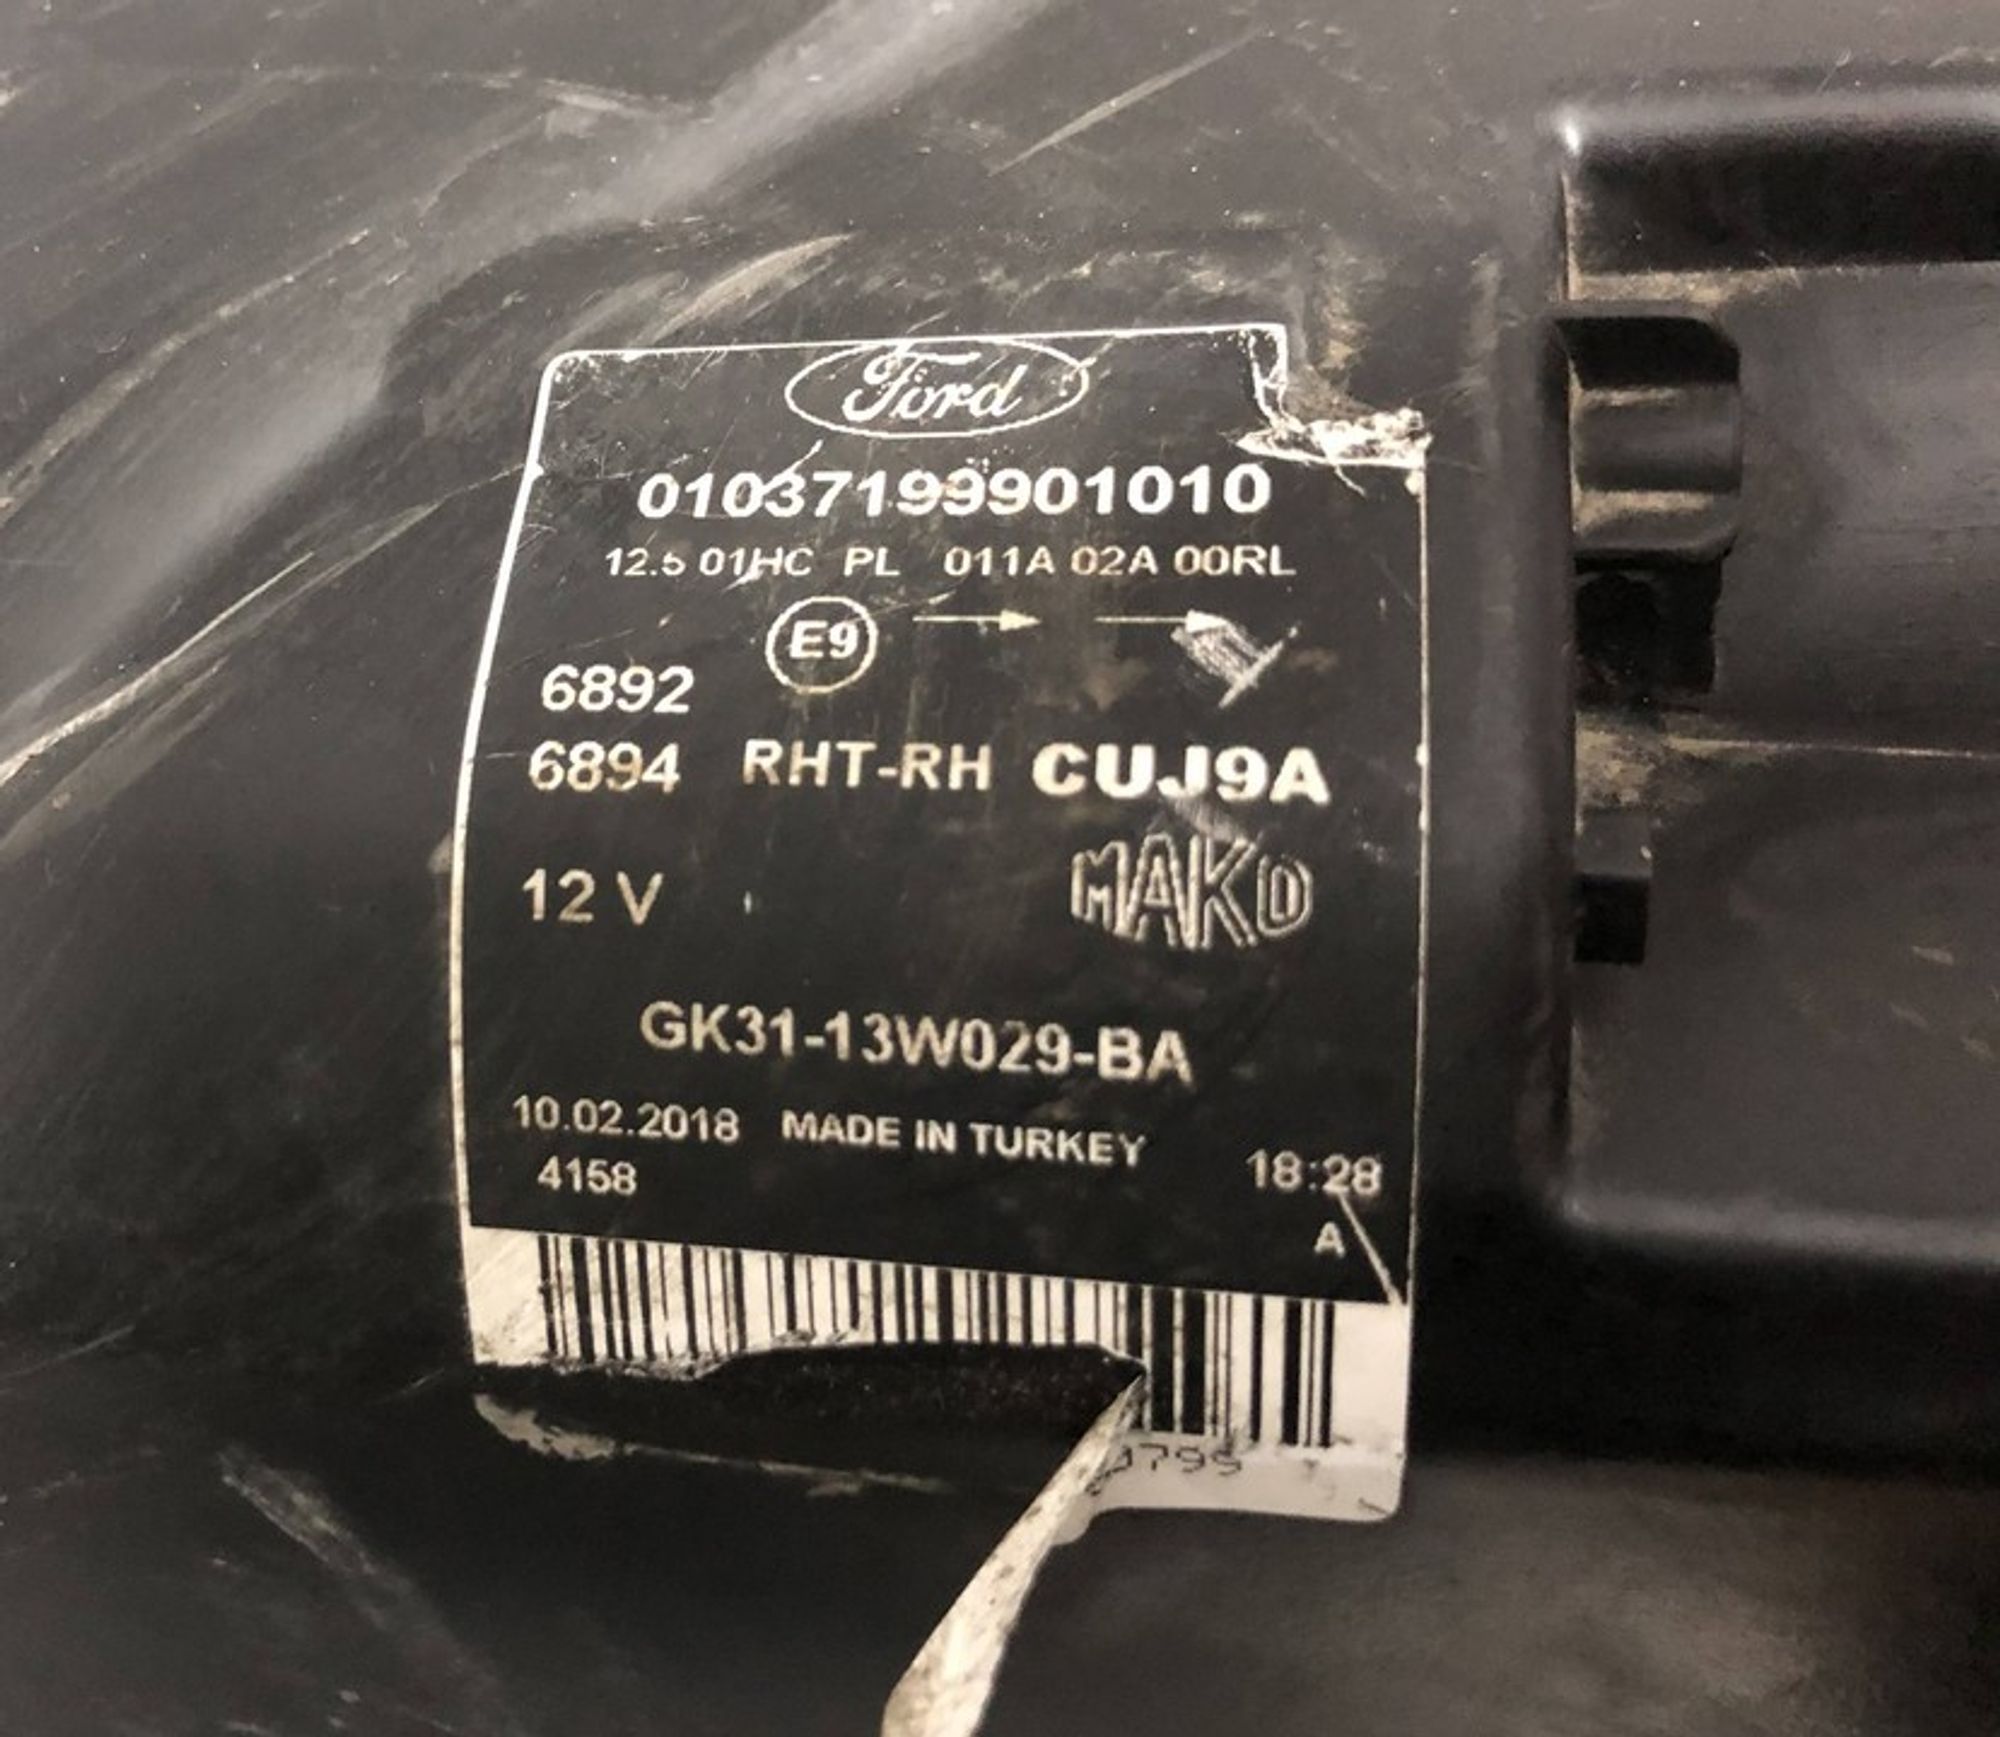 Ford
01037199901010
12.5 01HC PL 011A 02A 00RL
E9
6892
6894 RHT-RH CUJ9A
12 V MAKO
GK31-13W029-BA
10.02.2018 MADE IN TURKEY
4158 18:28
A